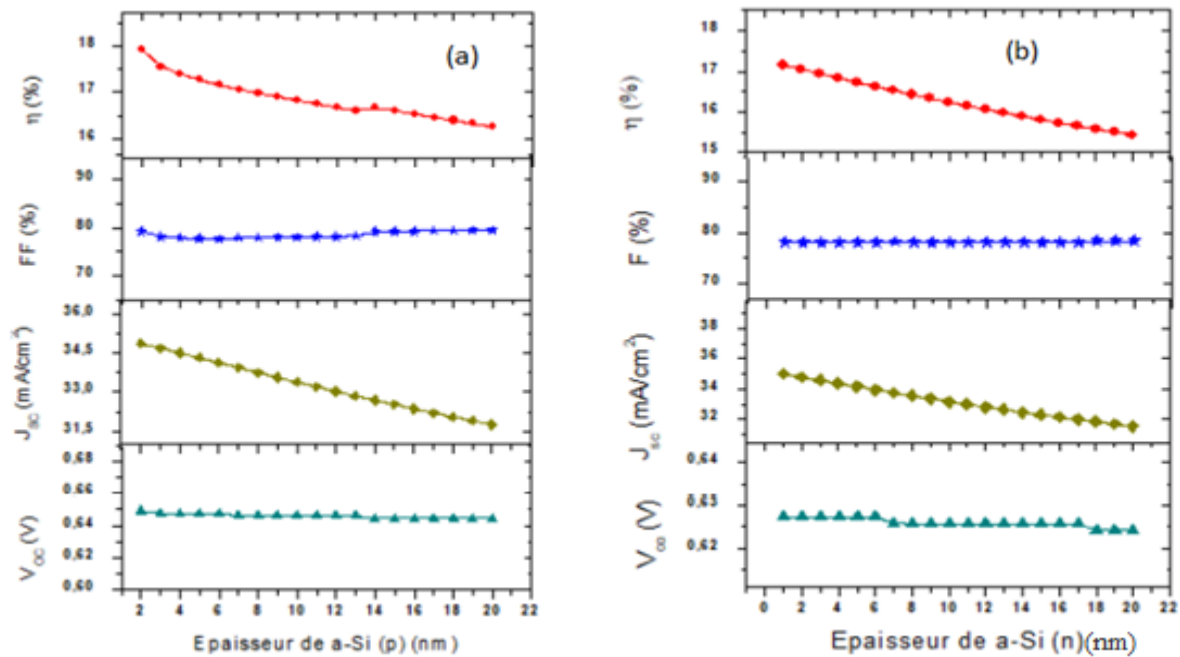 (a)
η (%)
18
17
16
FF (%)
90
80
70
J_SC (mA/cm²)
36,0
34,5
33,0
31,5
V_OC (V)
0,68
0,66
0,64
0,62
0,60
2 4 6 8 10 12 14 16 18 20 22
Epaisseur de a-Si (p) (nm)
(b)
η (%)
18
17
16
15
F (%)
90
80
70
J_sc (mA/cm²)
38
36
34
32
(V)
0,64
0,63
0,62
0 2 4 6 8 10 12 14 16 18 20 22
Epaisseur de a-Si (n)(nm)